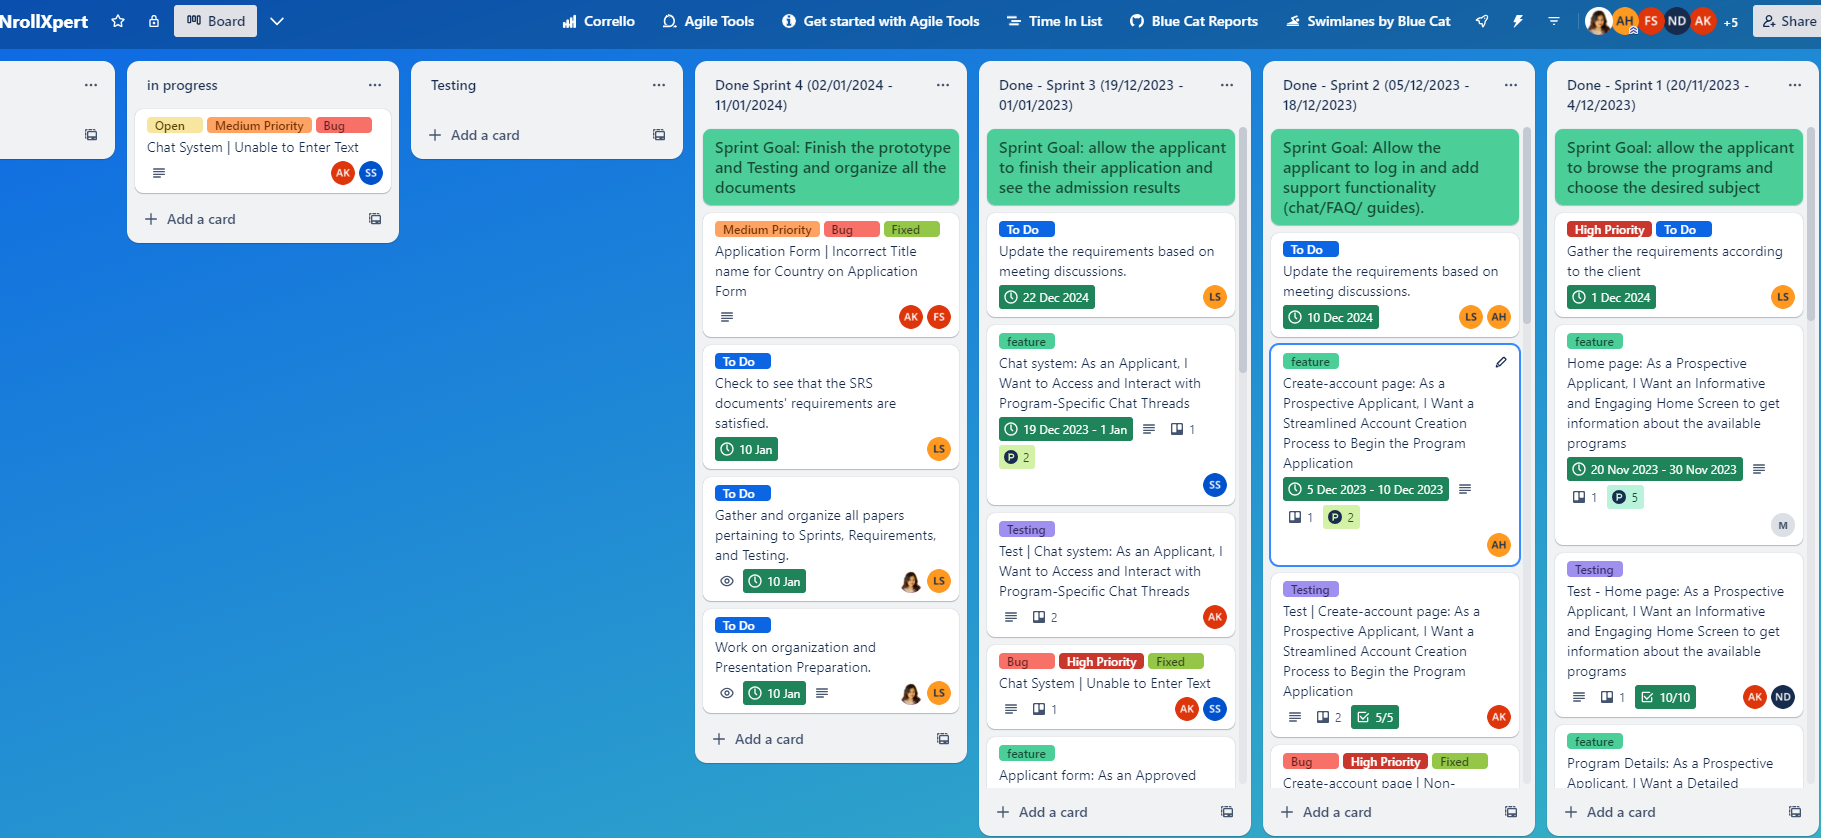 NrollXpert
Board
Corrello
Agile Tools
Get started with Agile Tools
Time In List
Blue Cat Reports
Swimlanes by Blue Cat
AH
FS
ND
AK
+5
Share
in progress
Open
Medium Priority
Bug
Chat System | Unable to Enter Text
AK
SS
Add a card
Testing
Add a card
Done Sprint 4 (02/01/2024 -
11/01/2024)
Sprint Goal: Finish the prototype
and Testing and organize all the
documents
Medium Priority
Bug
Fixed
Application Form | Incorrect Title
name for Country on Application
Form
AK
FS
To Do
Check to see that the SRS
documents' requirements are
satisfied.
10 Jan
LS
To Do
Gather and organize all papers
pertaining to Sprints, Requirements,
and Testing.
10 Jan
LS
To Do
Work on organization and
Presentation Preparation.
10 Jan
LS
Add a card
Done - Sprint 3 (19/12/2023 -
01/01/2023)
Sprint Goal: allow the applicant
to finish their application and
see the admission results
To Do
Update the requirements based on
meeting discussions.
22 Dec 2024
LS
feature
Chat system: As an Applicant, I
Want to Access and Interact with
Program-Specific Chat Threads
19 Dec 2023 - 1 Jan
1
P 2
SS
Testing
Test | Chat system: As an Applicant, I
Want to Access and Interact with
Program-Specific Chat Threads
2
AK
Bug
High Priority
Fixed
Chat System | Unable to Enter Text
1
AK
SS
feature
Applicant form: As an Approved
Add a card
Done - Sprint 2 (05/12/2023 -
18/12/2023)
Sprint Goal: Allow the
applicant to log in and add
support functionality
(chat/FAQ/ guides).
To Do
Update the requirements based on
meeting discussions.
10 Dec 2024
LS
AH
feature
Create-account page: As a
Prospective Applicant, I Want a
Streamlined Account Creation
Process to Begin the Program
Application
5 Dec 2023 - 10 Dec 2023
1
P 2
AH
Testing
Test | Create-account page: As a
Prospective Applicant, I Want a
Streamlined Account Creation
Process to Begin the Program
Application
2
5/5
AK
Bug
High Priority
Fixed
Create-account page | Non-
Add a card
Done - Sprint 1 (20/11/2023 -
4/12/2023)
Sprint Goal: allow the applicant
to browse the programs and
choose the desired subject
High Priority
To Do
Gather the requirements according
to the client
1 Dec 2024
LS
feature
Home page: As a Prospective
Applicant, I Want an Informative
and Engaging Home Screen to get
information about the available
programs
20 Nov 2023 - 30 Nov 2023
1
P 5
M
Testing
Test - Home page: As a Prospective
Applicant, I Want an Informative
and Engaging Home Screen to get
information about the available
programs
1
10/10
AK
ND
feature
Program Details: As a Prospective
Applicant, I Want a Detailed
Add a card